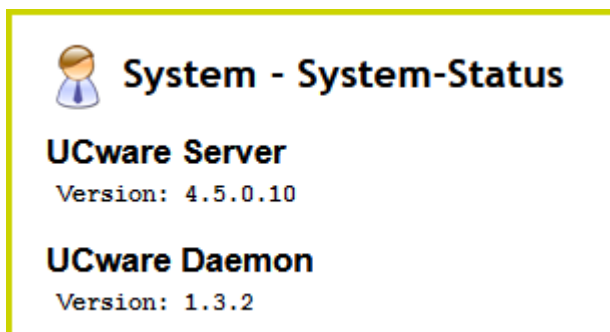 System - System-Status
UCware Server
Version: 4.5.0.10
UCware Daemon
Version: 1.3.2